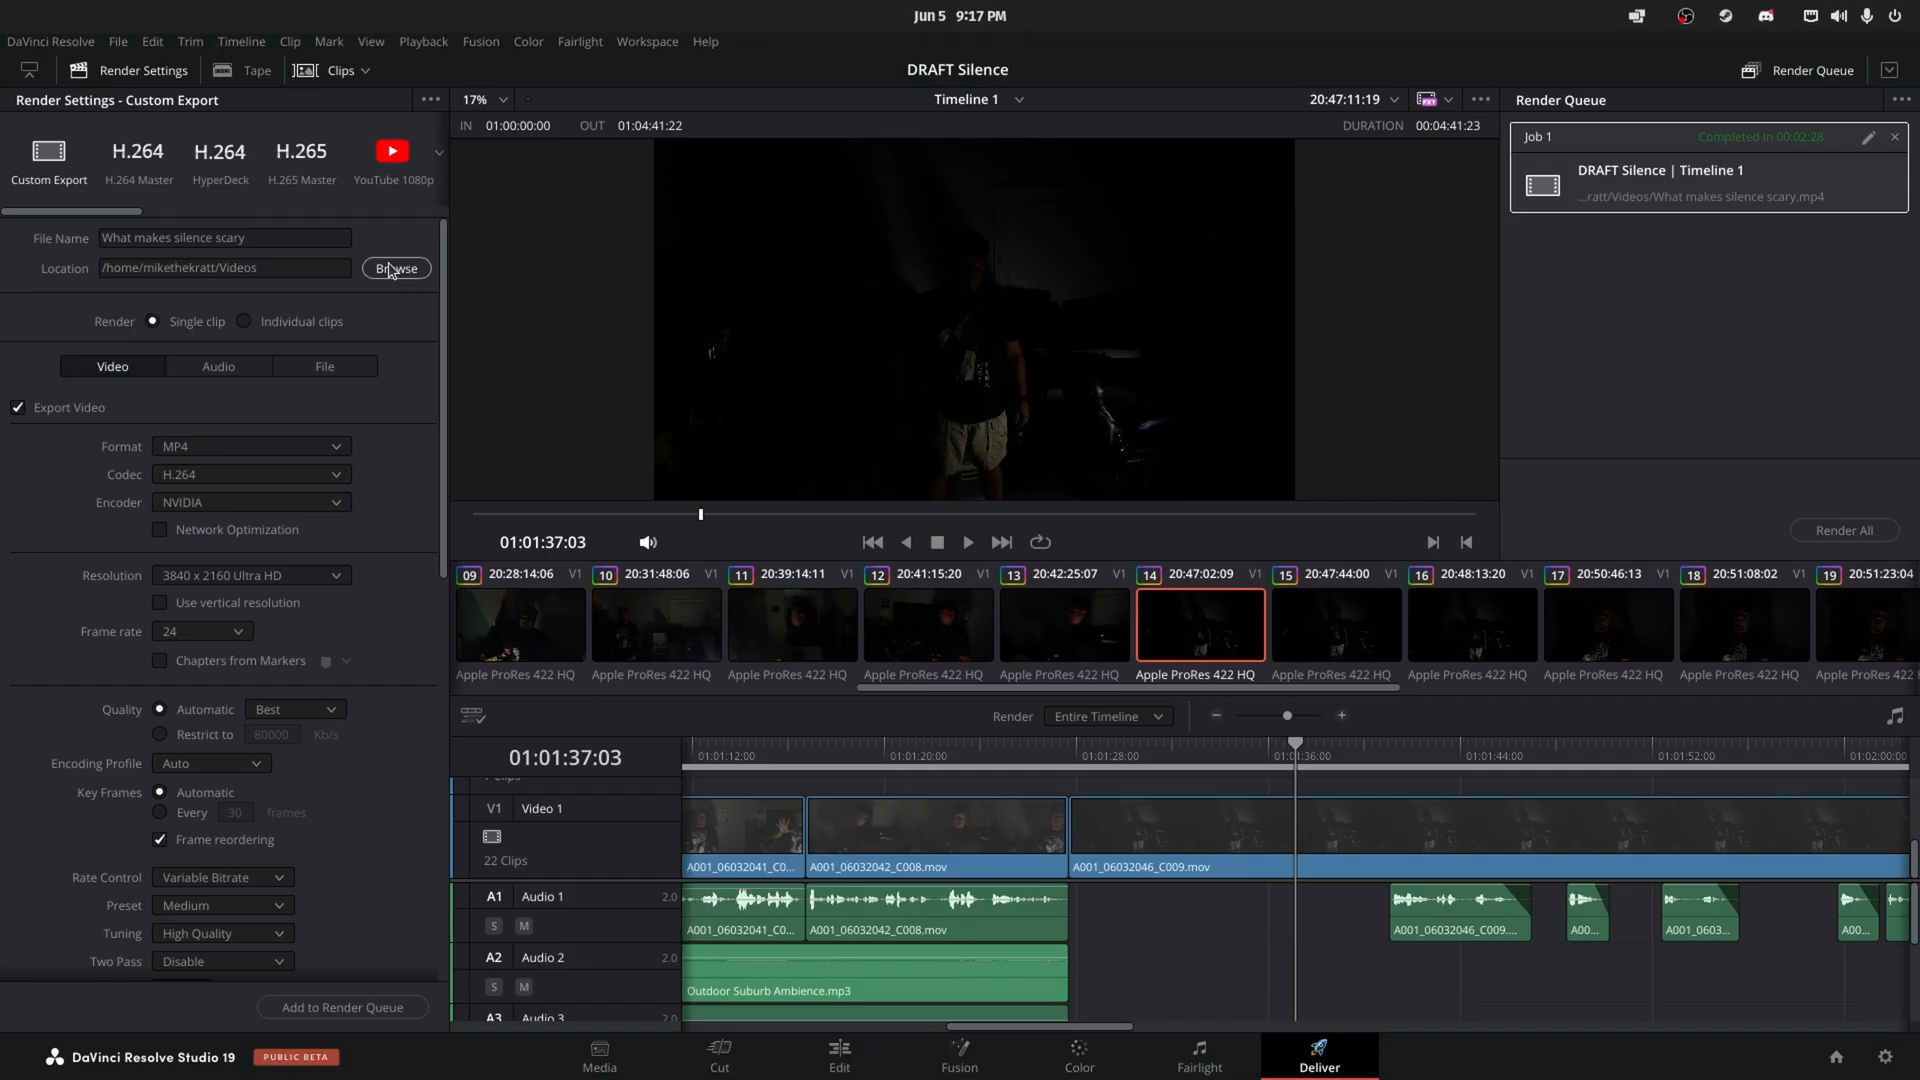 Jun 5 9:17 PM
DaVinci Resolve File Edit Trim Timeline Clip Mark View Playback Fusion Color Fairlight Workspace Help
Render Settings Tape Clips DRAFT Silence Render Queue
Render Settings - Custom Export
17% Timeline 1 20:47:11:19 PXY
Render Queue
IN 01:00:00:00 OUT 01:04:41:22 DURATION 00:04:41:23
H.264 H.264 H.265
Custom Export H.264 Master HyperDeck H.265 Master YouTube 1080p
Job 1 Completed in 00:02:28
DRAFT Silence | Timeline 1
...ratt/Videos/What makes silence scary.mp4
File Name What makes silence scary
Location /home/mikethekratt/Videos Browse
Render Single clip Individual clips
Video Audio File
Export Video
Format MP4
Codec H.264
Encoder NVIDIA
Network Optimization
Resolution 3840 x 2160 Ultra HD
Use vertical resolution
Frame rate 24
Chapters from Markers
Quality Automatic Best
Restrict to 80000 Kb/s
Encoding Profile Auto
Key Frames Automatic
Every 30 frames
Frame reordering
Rate Control Variable Bitrate
Preset Medium
Tuning High Quality
Two Pass Disable
Add to Render Queue
01:01:37:03
Render All
09 20:28:14:06 V1 10 20:31:48:06 V1 11 20:39:14:11 V1 12 20:41:15:20 V1 13 20:42:25:07 V1 14 20:47:02:09 V1 15 20:47:44:00 V1 16 20:48:13:20 V1 17 20:50:46:13 V1 18 20:51:08:02 V1 19 20:51:23:04
Apple ProRes 422 HQ Apple ProRes 422 HQ Apple ProRes 422 HQ Apple ProRes 422 HQ Apple ProRes 422 HQ Apple ProRes 422 HQ Apple ProRes 422 HQ Apple ProRes 422 HQ Apple ProRes 422 HQ Apple ProRes 422 HQ Apple ProRes 422 HQ
Render Entire Timeline
01:01:37:03 01:01:12:00 01:01:20:00 01:01:28:00 01:01:36:00 01:01:44:00 01:01:52:00 01:02:00:00
V1 Video 1
22 Clips
A001_06032041_C0... A001_06032042_C008.mov A001_06032046_C009.mov
A1 Audio 1 2.0
S M A001_06032041_C0... A001_06032042_C008.mov A001_06032046_C009.... A00... A001_0603... A00...
A2 Audio 2 2.0
S M Outdoor Suburb Ambience.mp3
A3 Audio 3 2.0
DaVinci Resolve Studio 19 PUBLIC BETA
Media Cut Edit Fusion Color Fairlight Deliver